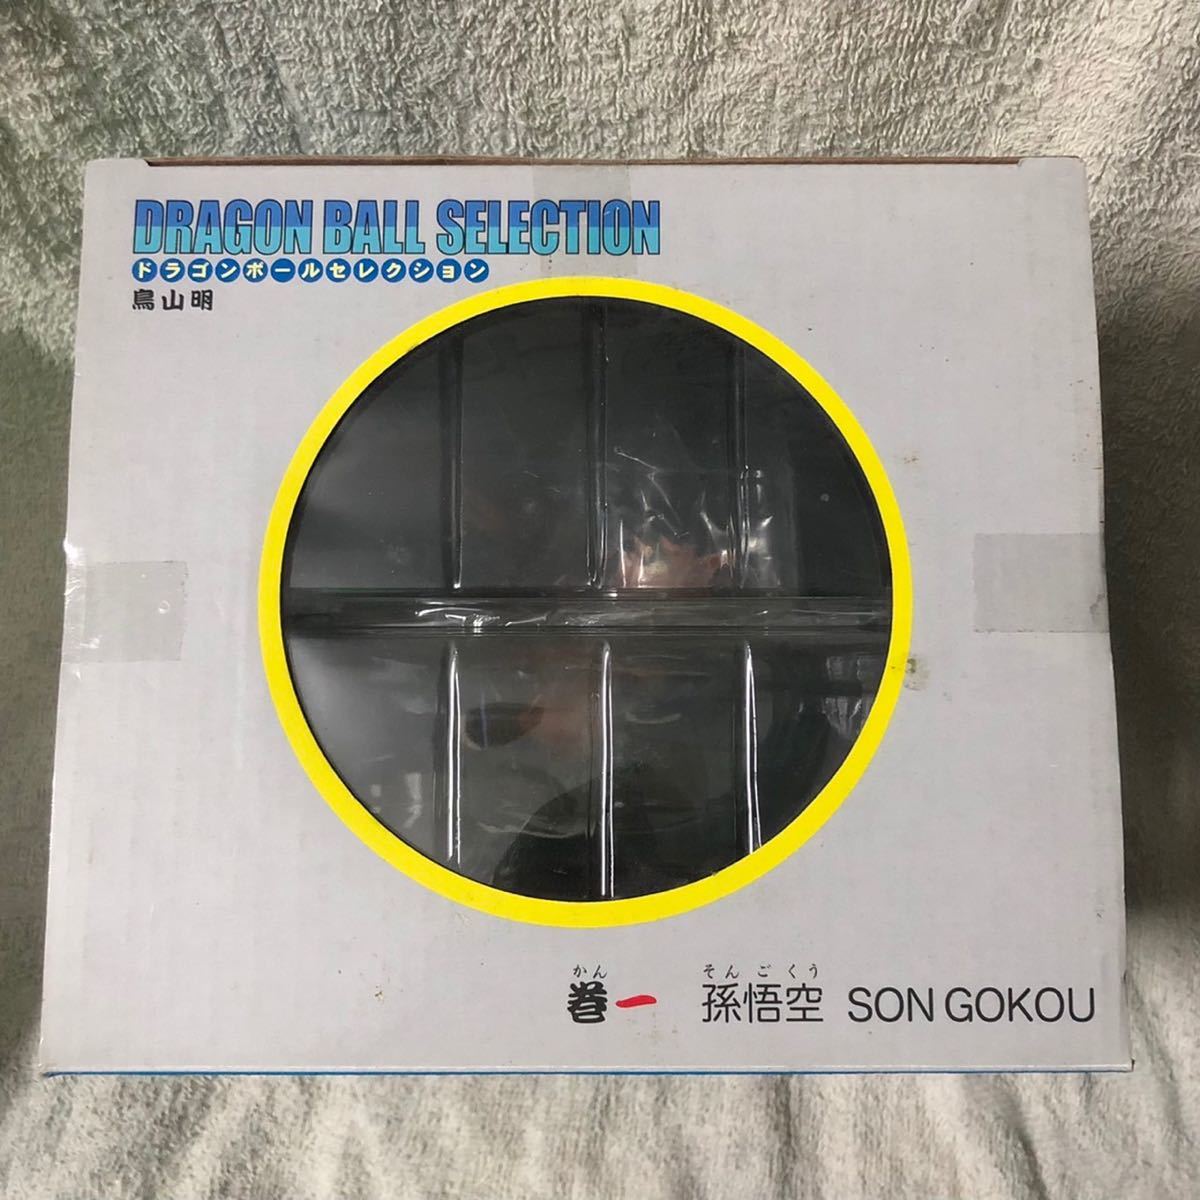 DRAGON BALL SELECTION
ドラゴンボールセレクション
鳥山明
かん そんごくう
巻一 孫悟空 SON GOKOU